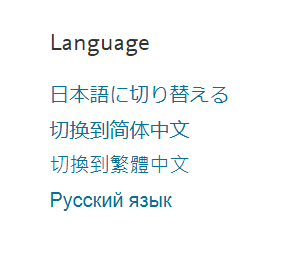 Language
日本語に切り替える
切换到简体中文
切換到繁體中文
Русский язык